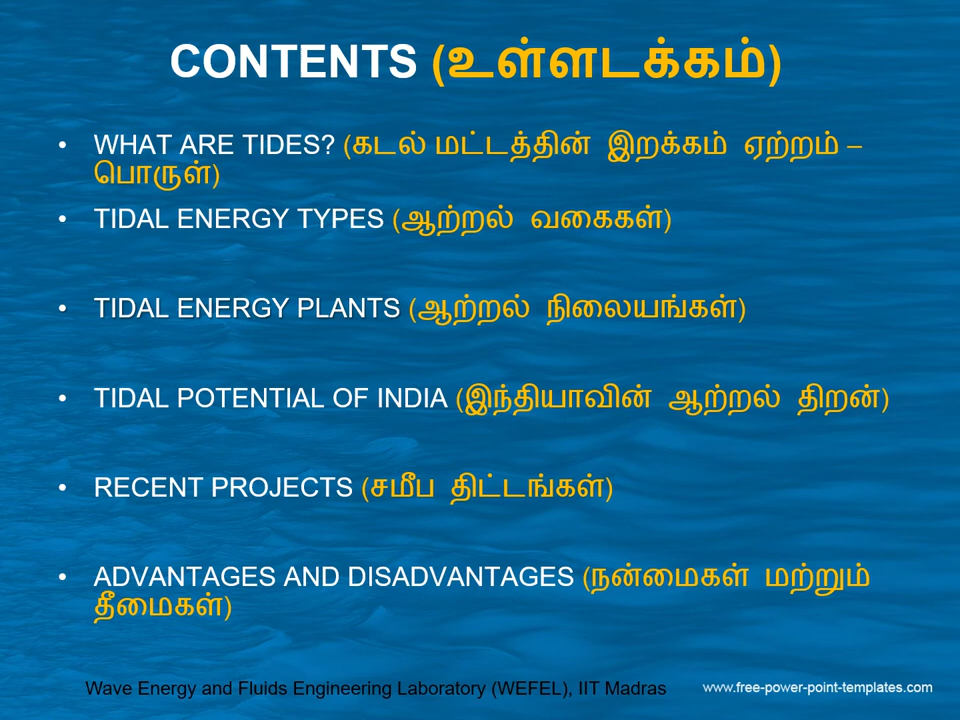 CONTENTS (உள்ளடக்கம்)
• WHAT ARE TIDES? (கடல் மட்டத்தின் இறக்கம் ஏற்றம் –
பொருள்)
• TIDAL ENERGY TYPES (ஆற்றல் வகைகள்)
• TIDAL ENERGY PLANTS (ஆற்றல் நிலையங்கள்)
• TIDAL POTENTIAL OF INDIA (இந்தியாவின் ஆற்றல் திறன்)
• RECENT PROJECTS (சமீப திட்டங்கள்)
• ADVANTAGES AND DISADVANTAGES (நன்மைகள் மற்றும்
தீமைகள்)
Wave Energy and Fluids Engineering Laboratory (WEFEL), IIT Madras
www.free-power-point-templates.com